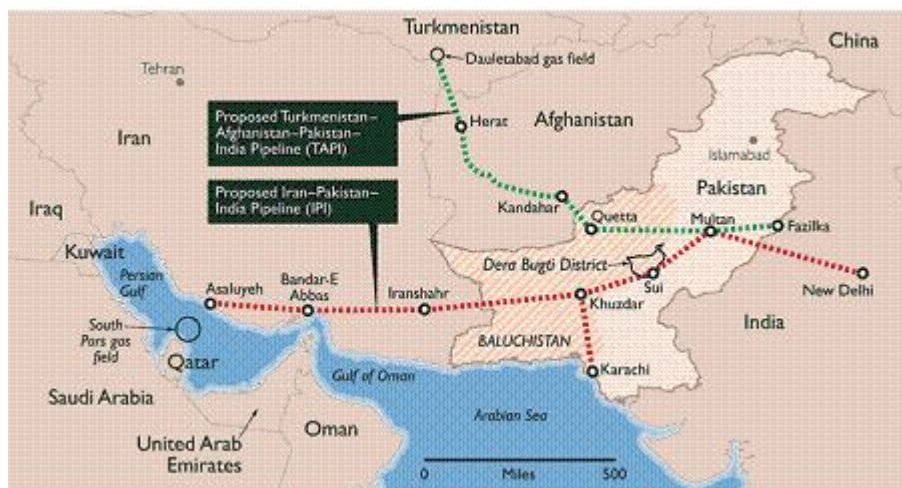 Turkmenistan
China
Tehran
Dauletabad gas field
Proposed Turkmenistan–
Afghanistan–Pakistan–
India Pipeline (TAPI)
Herat
Afghanistan
Iran
Islamabad
Proposed Iran–Pakistan–
India Pipeline (IPI)
Pakistan
Iraq
Kandahar
Quetta
Multan
Fazilka
Kuwait
Persian
Gulf
Asaluyeh
Bandar-E
Abbas
Iranshahr
Dera Bugti District
Sui
Khuzdar
New Delhi
South
Pars gas
field
BALUCHISTAN
India
Qatar
Gulf of Oman
Karachi
Saudi Arabia
Arabian Sea
United Arab
Emirates
Oman
0 Miles 500